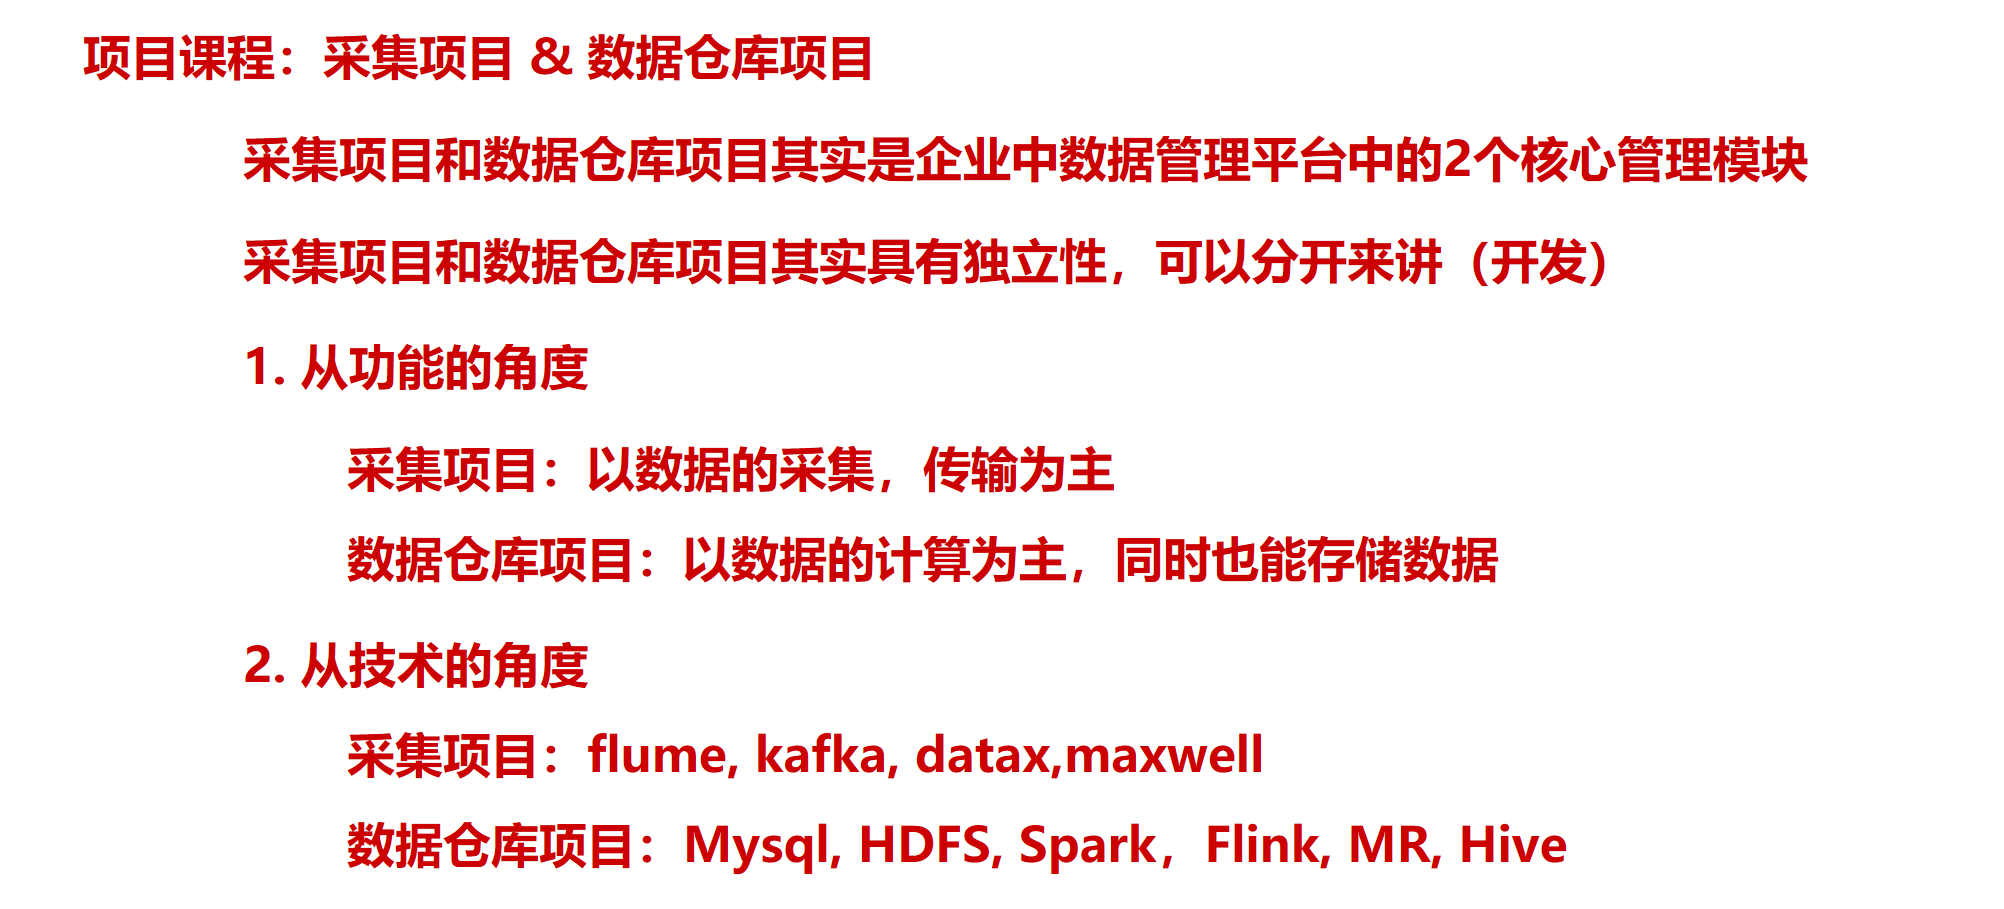 项目课程：采集项目 & 数据仓库项目
采集项目和数据仓库项目其实是企业中数据管理平台中的2个核心管理模块
采集项目和数据仓库项目其实具有独立性，可以分开来讲（开发）
1. 从功能的角度
采集项目：以数据的采集，传输为主
数据仓库项目：以数据的计算为主，同时也能存储数据
2. 从技术的角度
采集项目：flume, kafka, datax,maxwell
数据仓库项目：Mysql, HDFS, Spark，Flink, MR, Hive